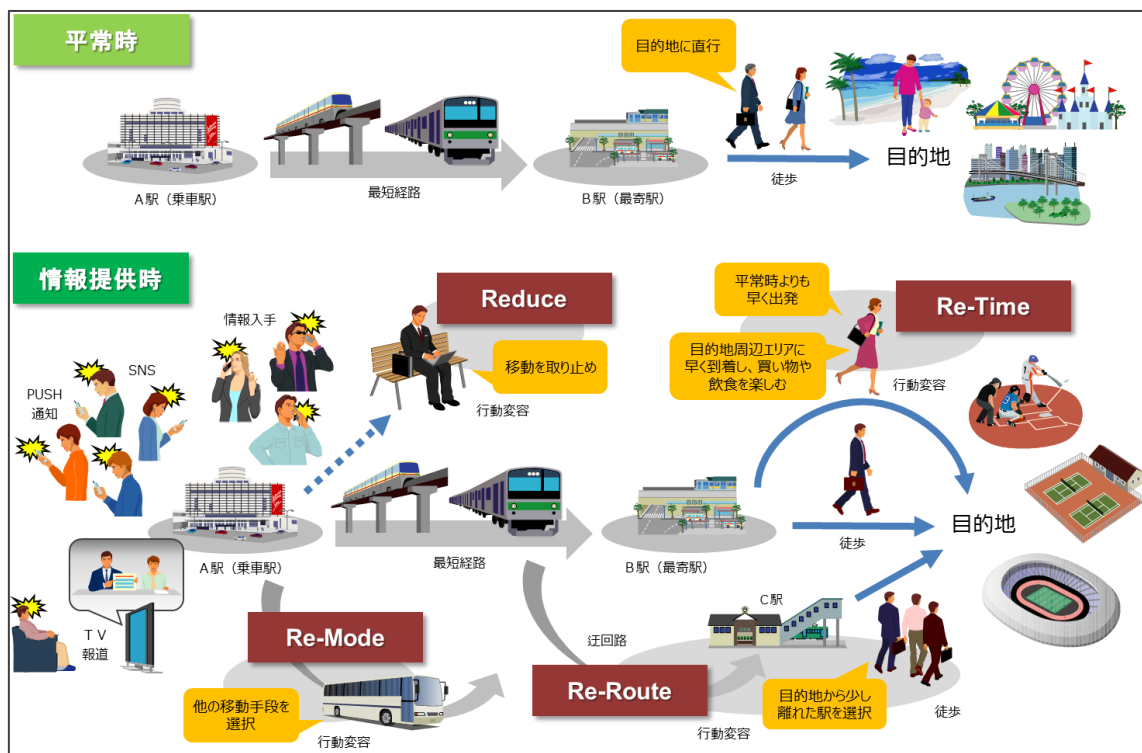 平常時
目的地に直行
A駅（乗車駅）
最短経路
B駅（最寄駅）
徒歩
目的地
情報提供時
情報入手
SNS
PUSH
通知
Reduce
移動を取り止め
行動変容
平常時よりも
早く出発
Re-Time
目的地周辺エリアに
早く到着し、買い物や
飲食を楽しむ
行動変容
A駅（乗車駅）
最短経路
B駅（最寄駅）
徒歩
目的地
TV
報道
Re-Mode
他の移動手段を
選択
行動変容
迂回路
Re-Route
行動変容
C駅
目的地から少し
離れた駅を選択
徒歩